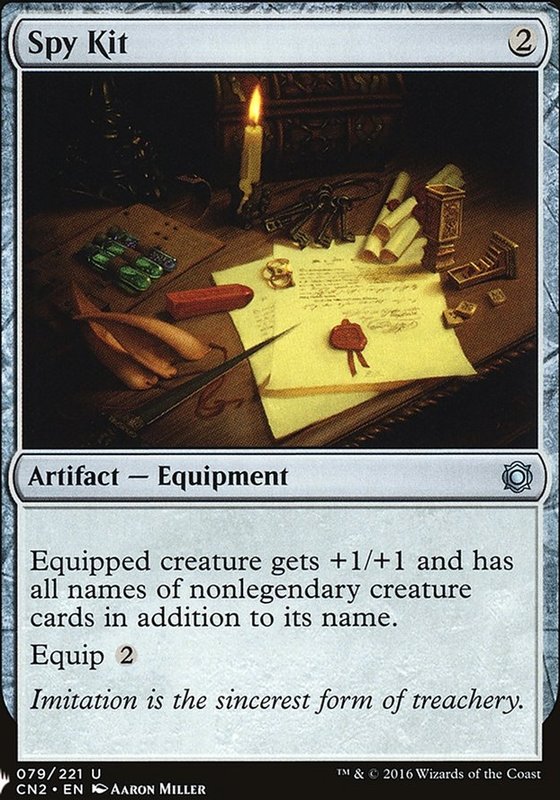 Spy Kit 2
Artifact — Equipment
Equipped creature gets +1/+1 and has
all names of nonlegendary creature
cards in addition to its name.
Equip 2
Imitation is the sincerest form of treachery.
079/221 U
CN2 • EN AARON MILLER
™ & © 2016 Wizards of the Coast